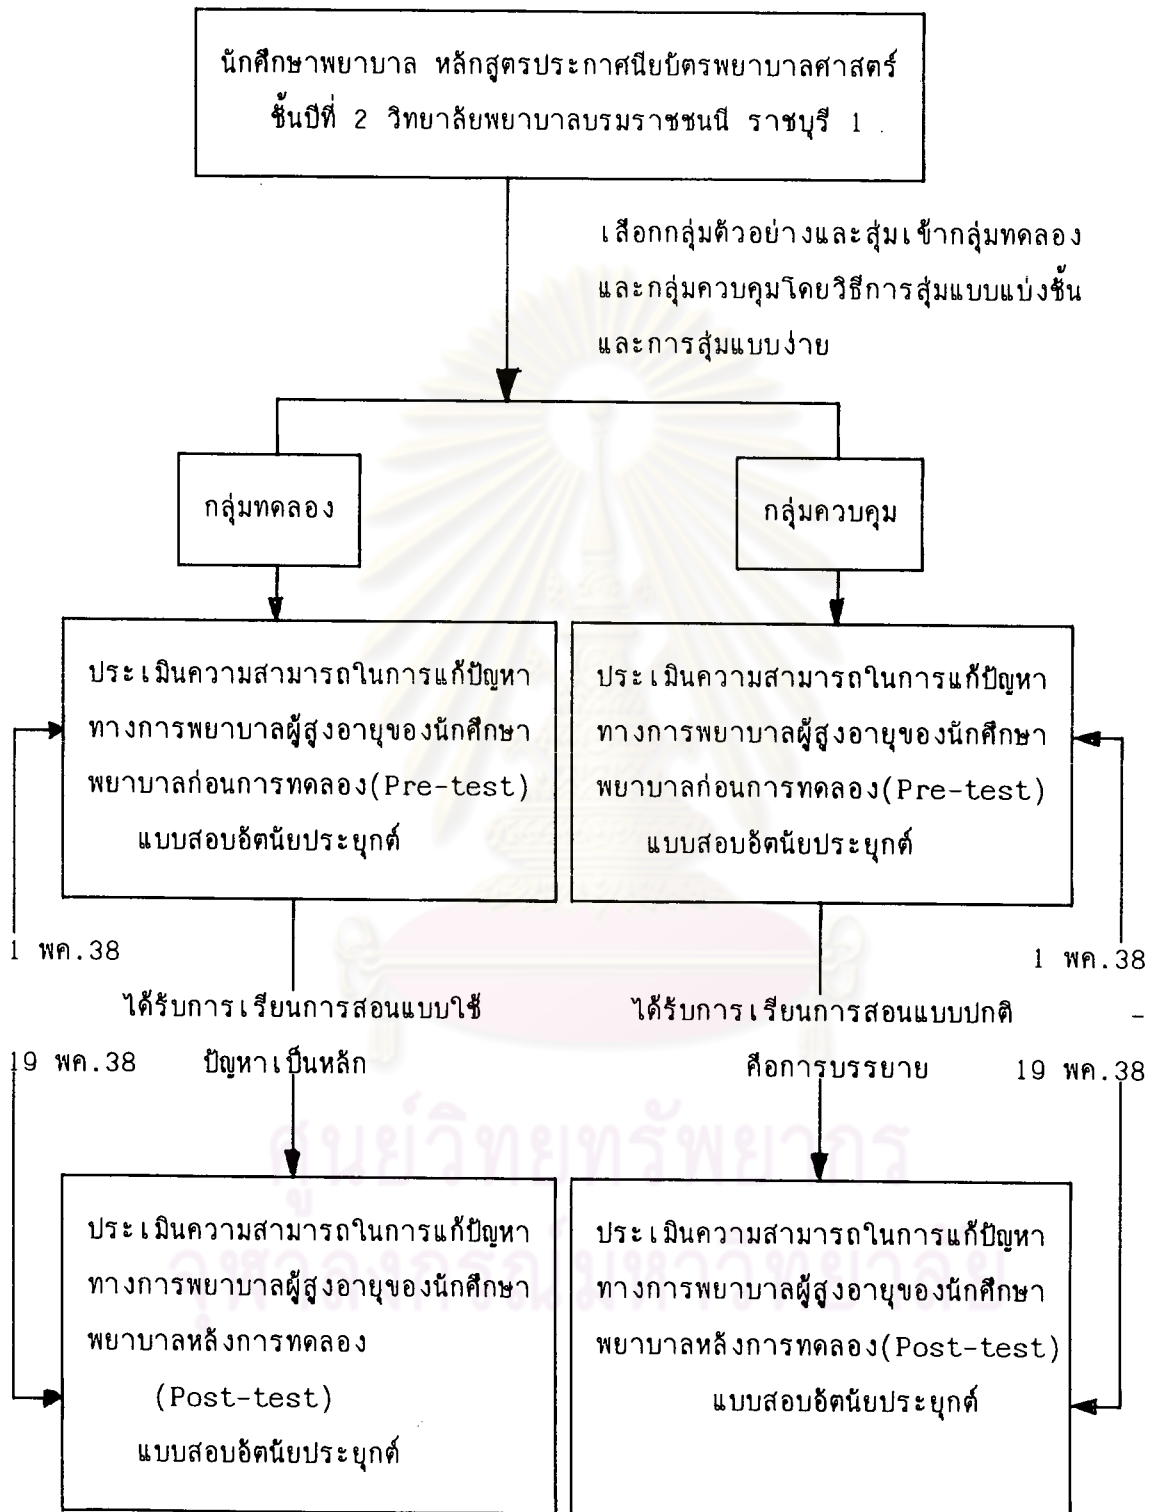 นักศึกษาพยาบาล หลักสูตรประกาศนียบัตรพยาบาลศาสตร์
ชั้นปีที่ 2 วิทยาลัยพยาบาลบรมราชชนนี ราชบุรี 1
เลือกกลุ่มตัวอย่างและสุ่มเข้ากลุ่มทดลอง
และกลุ่มควบคุมโดยวิธีการสุ่มแบบแบ่งชั้น
และการสุ่มแบบง่าย
กลุ่มทดลอง
กลุ่มควบคุม
ประเมินความสามารถในการแก้ปัญหา
ทางการพยาบาลผู้สูงอายุของนักศึกษา
พยาบาลก่อนการทดลอง(Pre-test)
แบบสอบอัตนัยประยุกต์
ประเมินความสามารถในการแก้ปัญหา
ทางการพยาบาลผู้สูงอายุของนักศึกษา
พยาบาลก่อนการทดลอง(Pre-test)
แบบสอบอัตนัยประยุกต์
1 พค.38
1 พค.38
ได้รับการเรียนการสอนแบบใช้
ปัญหาเป็นหลัก
ได้รับการเรียนการสอนแบบปกติ
คือการบรรยาย
-
19 พค.38
19 พค.38
ศูนย์วิทยทรัพยากร
จุฬาลงกรณ์มหาวิทยาลัย
ประเมินความสามารถในการแก้ปัญหา
ทางการพยาบาลผู้สูงอายุของนักศึกษา
พยาบาลหลังการทดลอง
(Post-test)
แบบสอบอัตนัยประยุกต์
ประเมินความสามารถในการแก้ปัญหา
ทางการพยาบาลผู้สูงอายุของนักศึกษา
พยาบาลหลังการทดลอง(Post-test)
แบบสอบอัตนัยประยุกต์